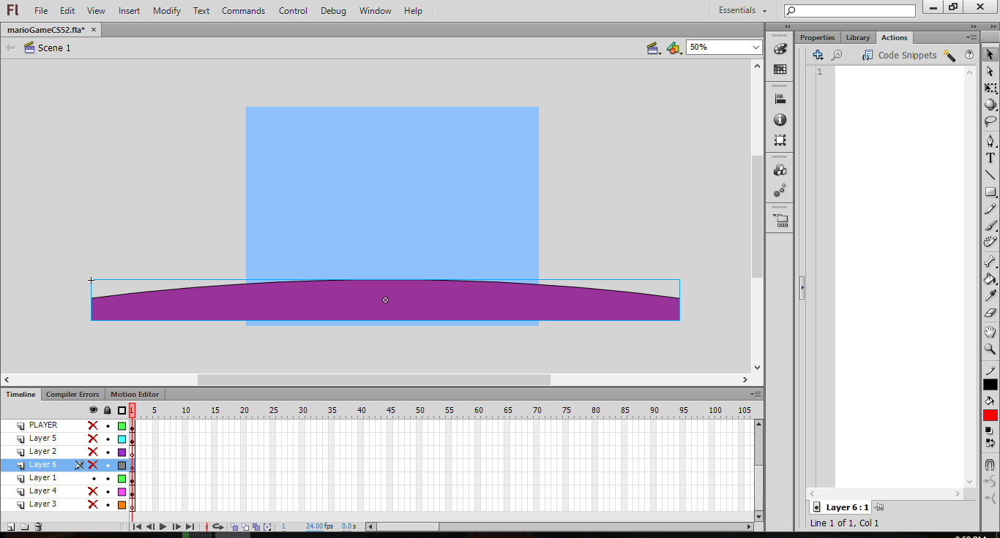 Fl File Edit View Insert Modify Text Commands Control Debug Window Help Essentials
marioGameCS52.fla* ×
Scene 1 50%
Properties Library Actions
Code Snippets
1
Timeline Compiler Errors Motion Editor
1 5 10 15 20 25 30 35 40 45 50 55 60 65 70 75 80 85 90 95 100 105
PLAYER
Layer 5
Layer 2
Layer 6
Layer 1
Layer 4
Layer 3
1 24.00 fps 0.0 s
Layer 6 : 1
Line 1 of 1, Col 1